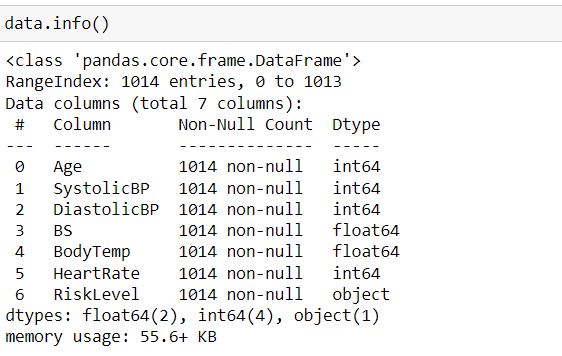 data.info()
<class 'pandas.core.frame.DataFrame'>
RangeIndex: 1014 entries, 0 to 1013
Data columns (total 7 columns):
 #   Column       Non-Null Count  Dtype
---  ------       --------------  -----
 0   Age          1014 non-null   int64
 1   SystolicBP   1014 non-null   int64
 2   DiastolicBP  1014 non-null   int64
 3   BS           1014 non-null   float64
 4   BodyTemp     1014 non-null   float64
 5   HeartRate    1014 non-null   int64
 6   RiskLevel    1014 non-null   object
dtypes: float64(2), int64(4), object(1)
memory usage: 55.6+ KB